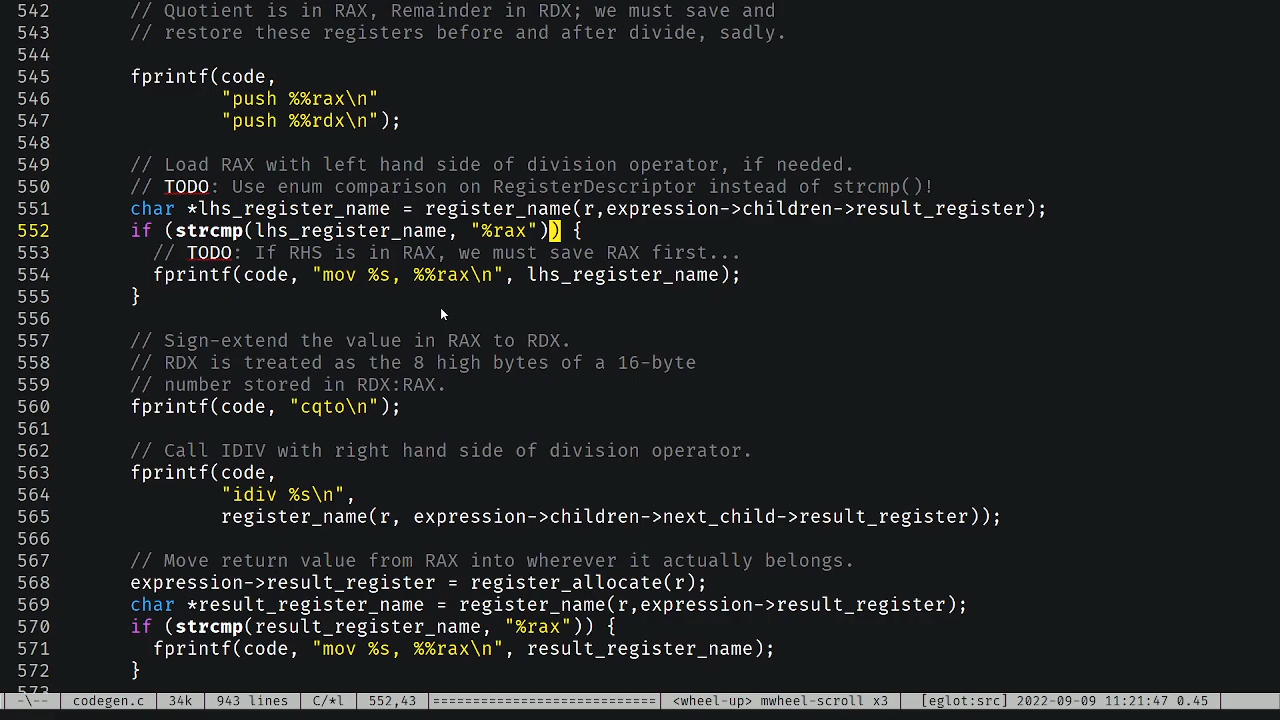 542 // Quotient is in RAX, Remainder in RDX; we must save and
543 // restore these registers before and after divide, sadly.
544
545 fprintf(code,
546 "push %%rax\n"
547 "push %%rdx\n");
548
549 // Load RAX with left hand side of division operator, if needed.
550 // TODO: Use enum comparison on RegisterDescriptor instead of strcmp()!
551 char *lhs_register_name = register_name(r,expression->children->result_register);
552 if (strcmp(lhs_register_name, "%rax")) {
553 // TODO: If RHS is in RAX, we must save RAX first...
554 fprintf(code, "mov %s, %%rax\n", lhs_register_name);
555 }
556
557 // Sign-extend the value in RAX to RDX.
558 // RDX is treated as the 8 high bytes of a 16-byte
559 // number stored in RDX:RAX.
560 fprintf(code, "cqto\n");
561
562 // Call IDIV with right hand side of division operator.
563 fprintf(code,
564 "idiv %s\n",
565 register_name(r, expression->children->next_child->result_register));
566
567 // Move return value from RAX into wherever it actually belongs.
568 expression->result_register = register_allocate(r);
569 char *result_register_name = register_name(r,expression->result_register);
570 if (strcmp(result_register_name, "%rax")) {
571 fprintf(code, "mov %s, %%rax\n", result_register_name);
572 }
573
-\-- codegen.c 34k 943 lines C/*l 552,43 ============================ <wheel-up> mwheel-scroll x3 [eglot:src] 2022-09-09 11:21:47 0.45